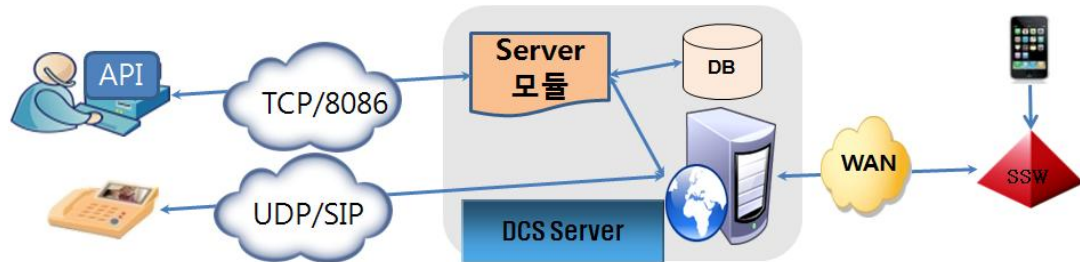 API
TCP/8086
Server
모듈
DB
UDP/SIP
DCS Server
WAN
SSW